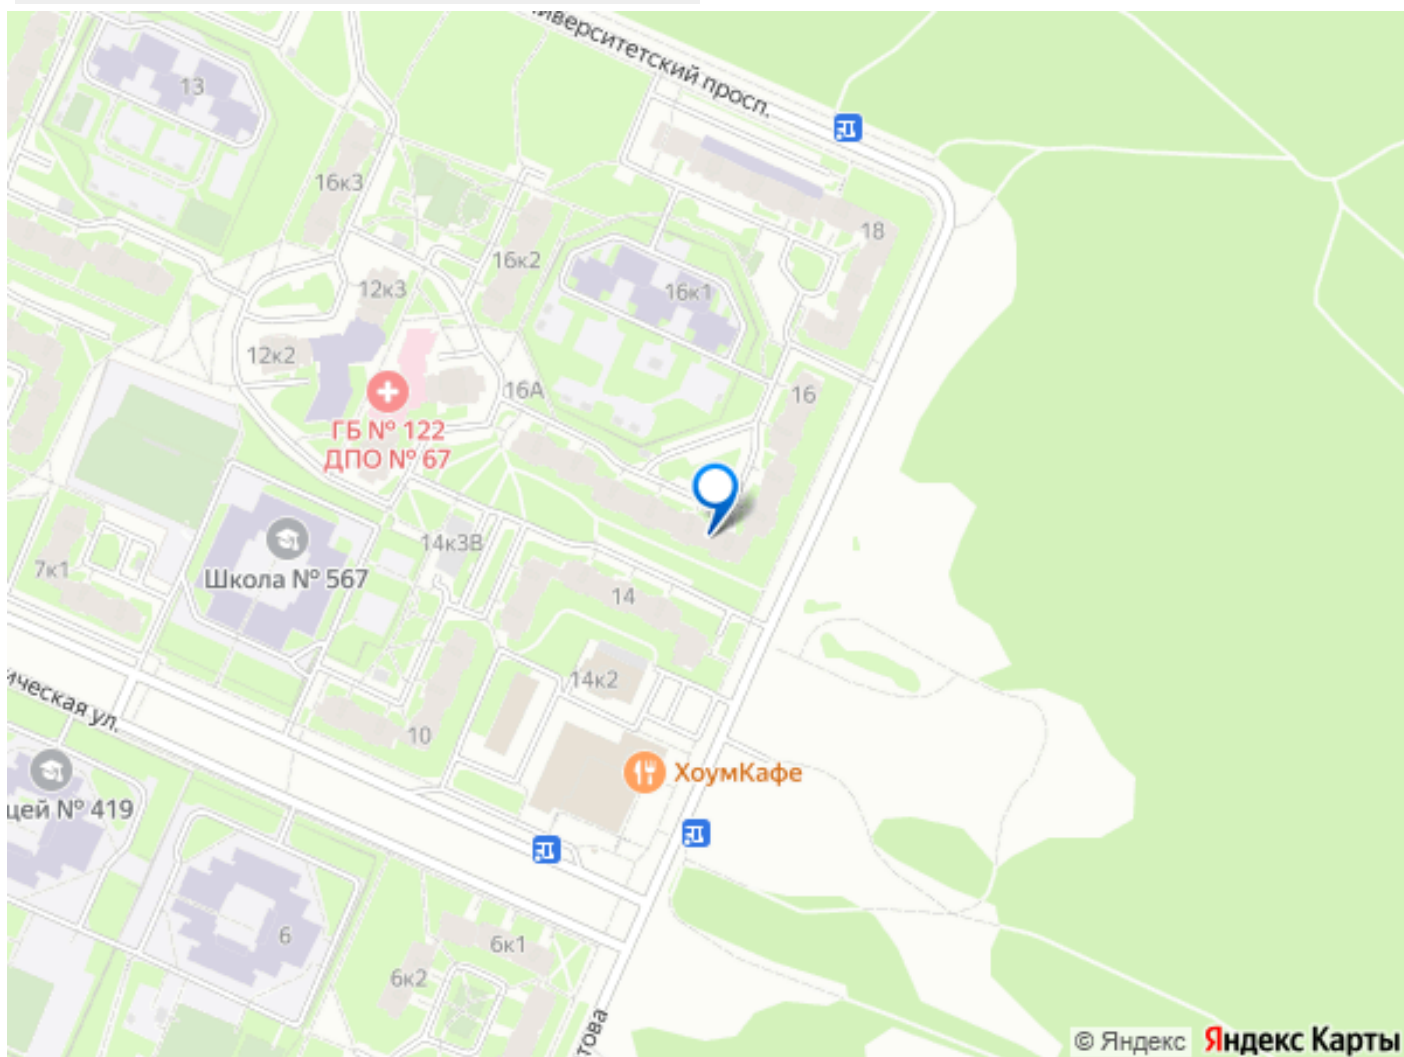 иверситетский просп.
13
16к3
18
16к2
16к1
12к3
12к2
16А
16
ГБ № 122
ДПО № 67
14к3В
Школа № 567
7к1
14
14к2
ическая ул.
10
ХоумКафе
цей № 419
6
6к1
6к2
това
© Яндекс Яндекс Карты